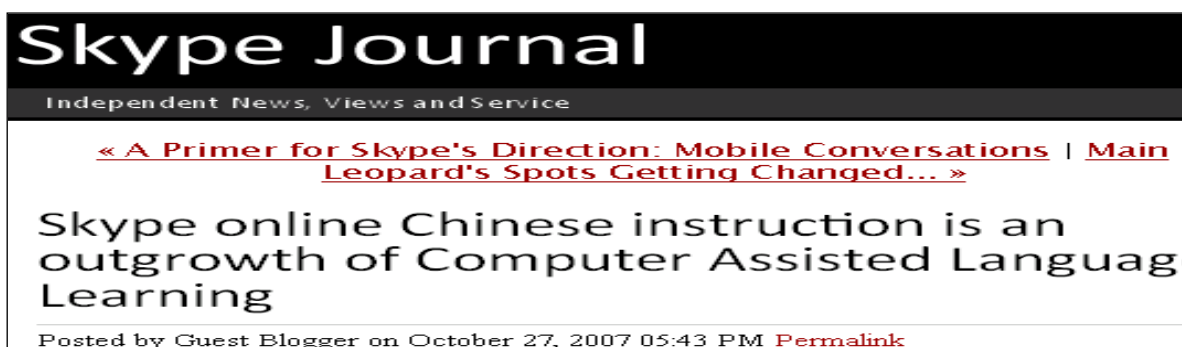 Skype Journal
Independent News, Views and Service
« A Primer for Skype's Direction: Mobile Conversations | Main
Leopard's Spots Getting Changed... »
Skype online Chinese instruction is an
outgrowth of Computer Assisted Languag
Learning
Posted by Guest Blogger on October 27, 2007 05:43 PM Permalink